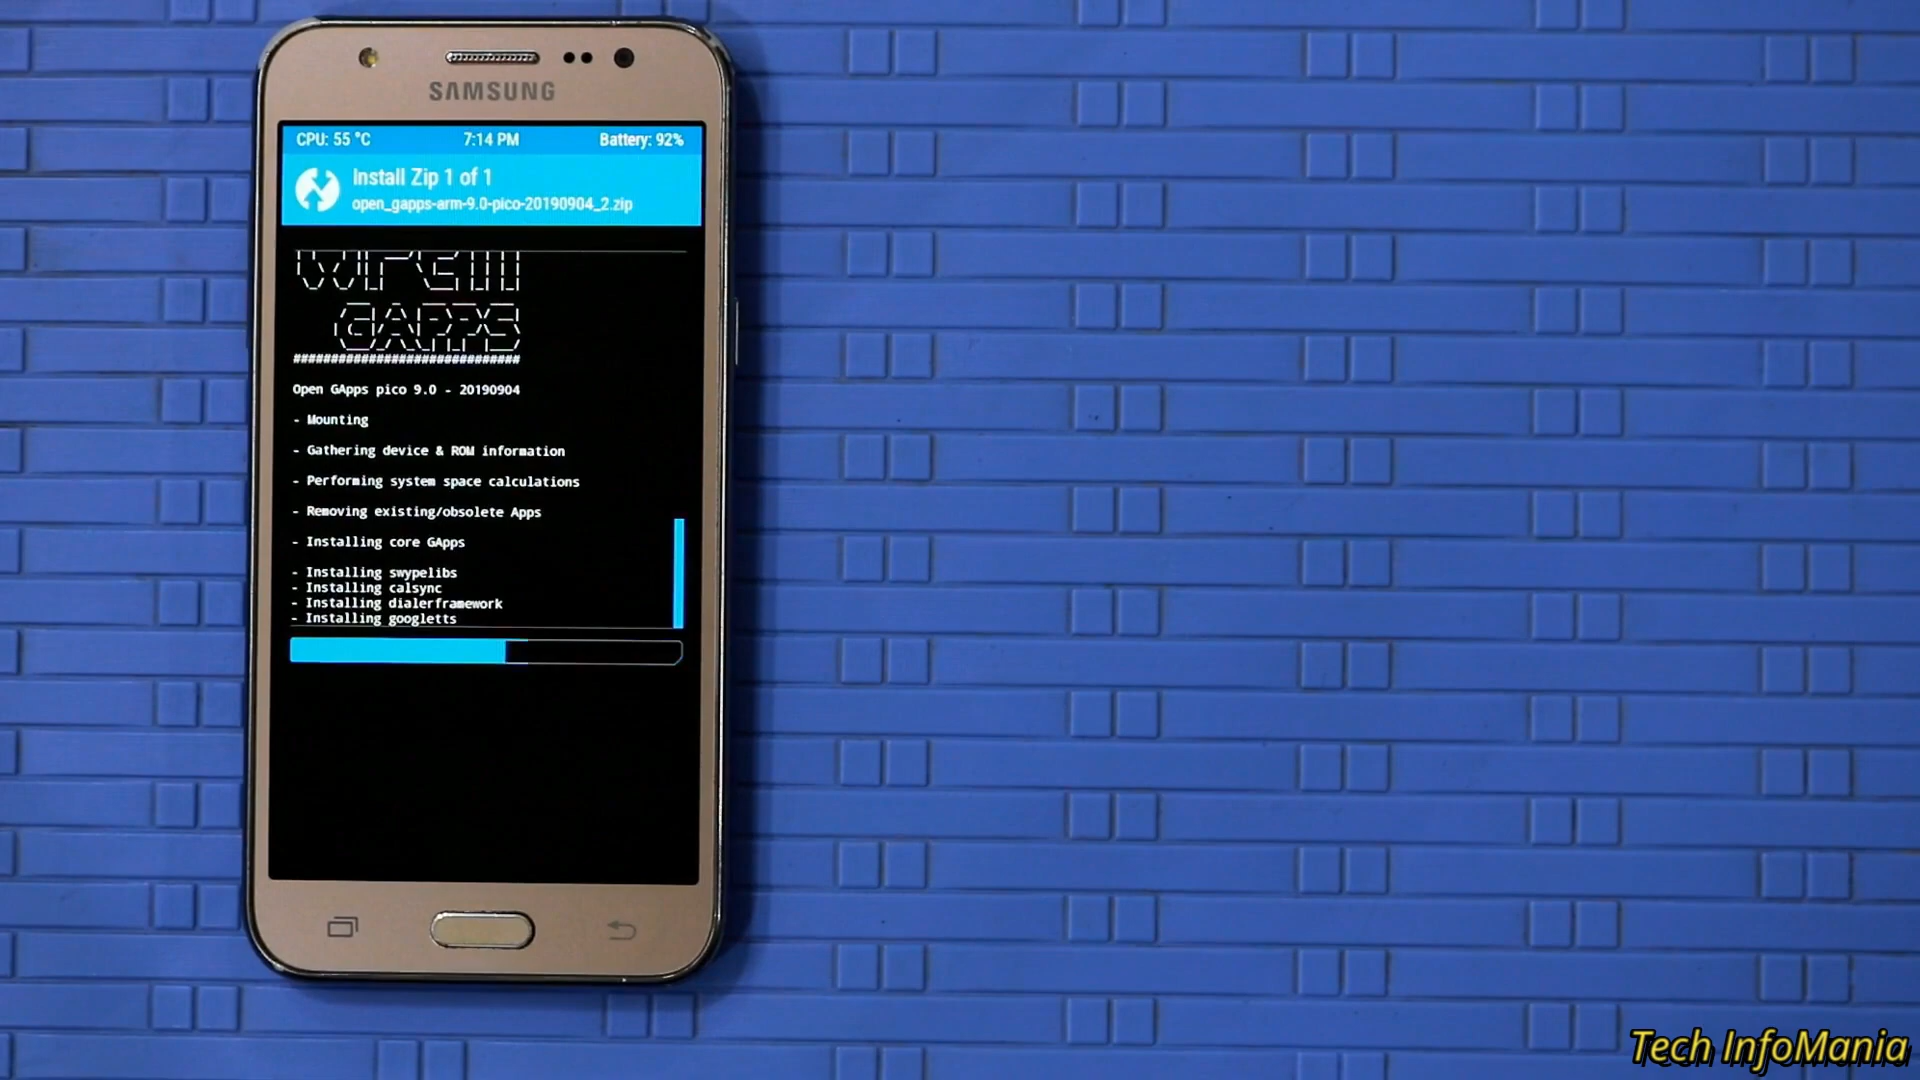 SAMSUNG
CPU: 55 °C 7:14 PM Battery: 92%
Install Zip 1 of 1
open_gapps-arm-9.0-pico-20190904_2.zip
GAPPS
##############################
Open GApps pico 9.0 - 20190904
- Mounting
- Gathering device & ROM information
- Performing system space calculations
- Removing existing/obsolete Apps
- Installing core GApps
- Installing swypelibs
- Installing calsync
- Installing dialerframework
- Installing googletts
Tech InfoMania